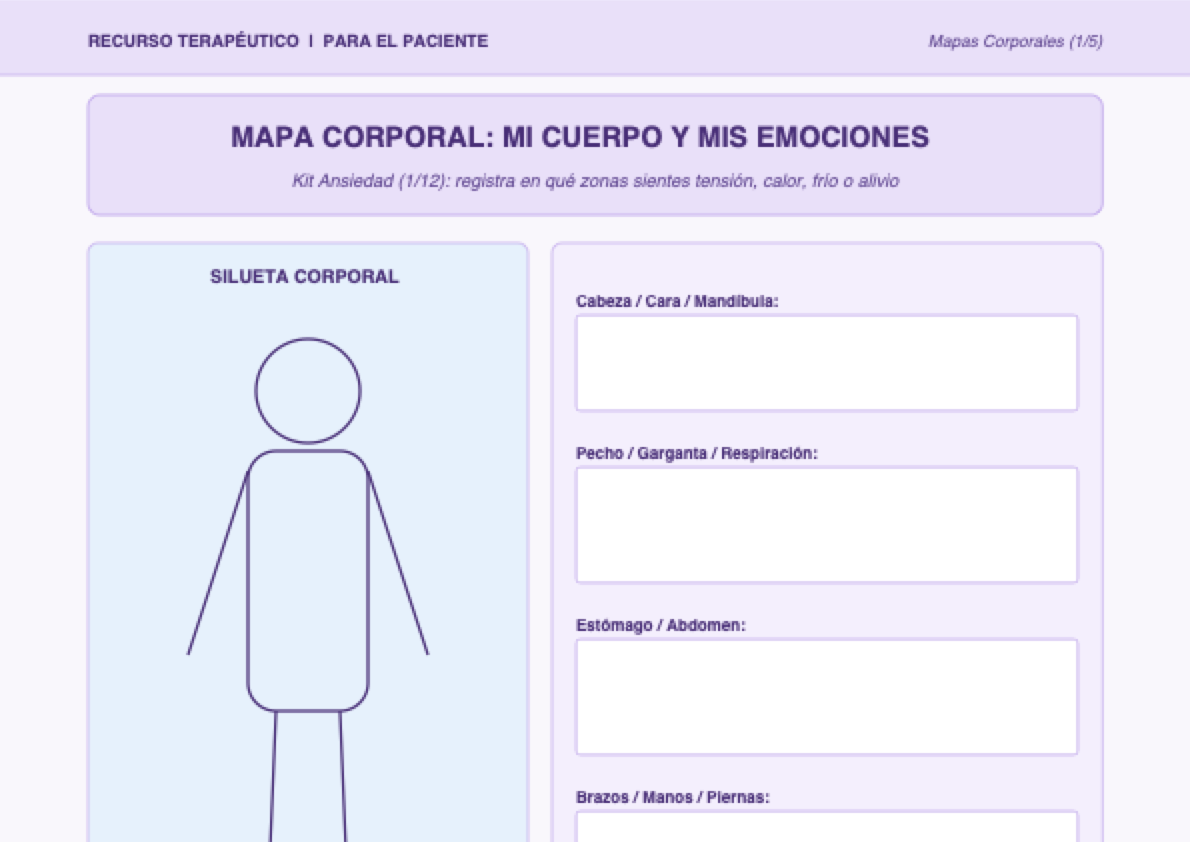 RECURSO TERAPÉUTICO | PARA EL PACIENTE
Mapas Corporales (1/5)
MAPA CORPORAL: MI CUERPO Y MIS EMOCIONES
Kit Ansiedad (1/12): registra en qué zonas sientes tensión, calor, frío o alivio
SILUETA CORPORAL
Cabeza / Cara / Mandíbula:
Pecho / Garganta / Respiración:
Estómago / Abdomen:
Brazos / Manos / Piernas: